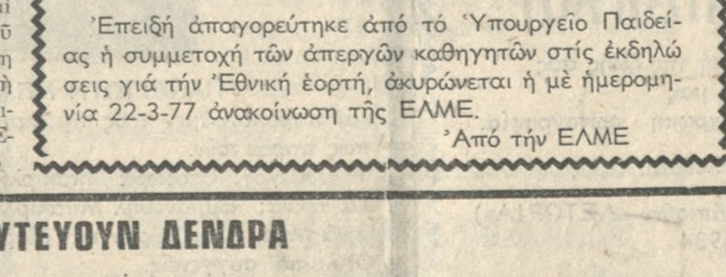 Ἐπειδή ἀπαγορεύτηκε ἀπό τό Ὑπουργεῖο Παιδεί-
ας ἡ συμμετοχή τῶν ἀπεργῶν καθηγητῶν στίς ἐκδηλώ
σεις γιά τήν Ἐθνική ἑορτή, ἀκυρώνεται ἡ μὲ ἡμερομη-
νία 22-3-77 ἀνακοίνωση τῆς ΕΛΜΕ.
Ἀπό τήν ΕΛΜΕ
ΥΤΕΥΟΥΝ ΔΕΝΔΡΑ